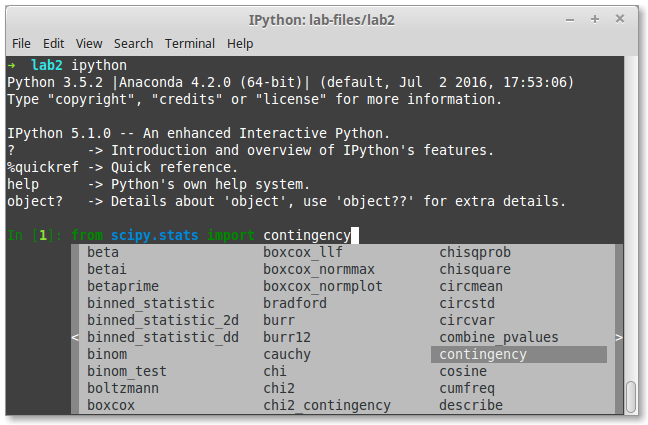 IPython: lab-files/lab2
File Edit View Search Terminal Help
→ lab2 ipython
Python 3.5.2 |Anaconda 4.2.0 (64-bit)| (default, Jul  2 2016, 17:53:06)
Type "copyright", "credits" or "license" for more information.
IPython 5.1.0 -- An enhanced Interactive Python.
?         -> Introduction and overview of IPython's features.
%quickref -> Quick reference.
help      -> Python's own help system.
object?   -> Details about 'object', use 'object??' for extra details.
In [1]: from scipy.stats import contingency
beta boxcox_llf chisqprob
betai boxcox_normmax chisquare
betaprime boxcox_normplot circmean
binned_statistic bradford circstd
binned_statistic_2d burr circvar
< binned_statistic_dd burr12 combine_pvalues >
binom cauchy contingency
binom_test chi cosine
boltzmann chi2 cumfreq
boxcox chi2_contingency describe